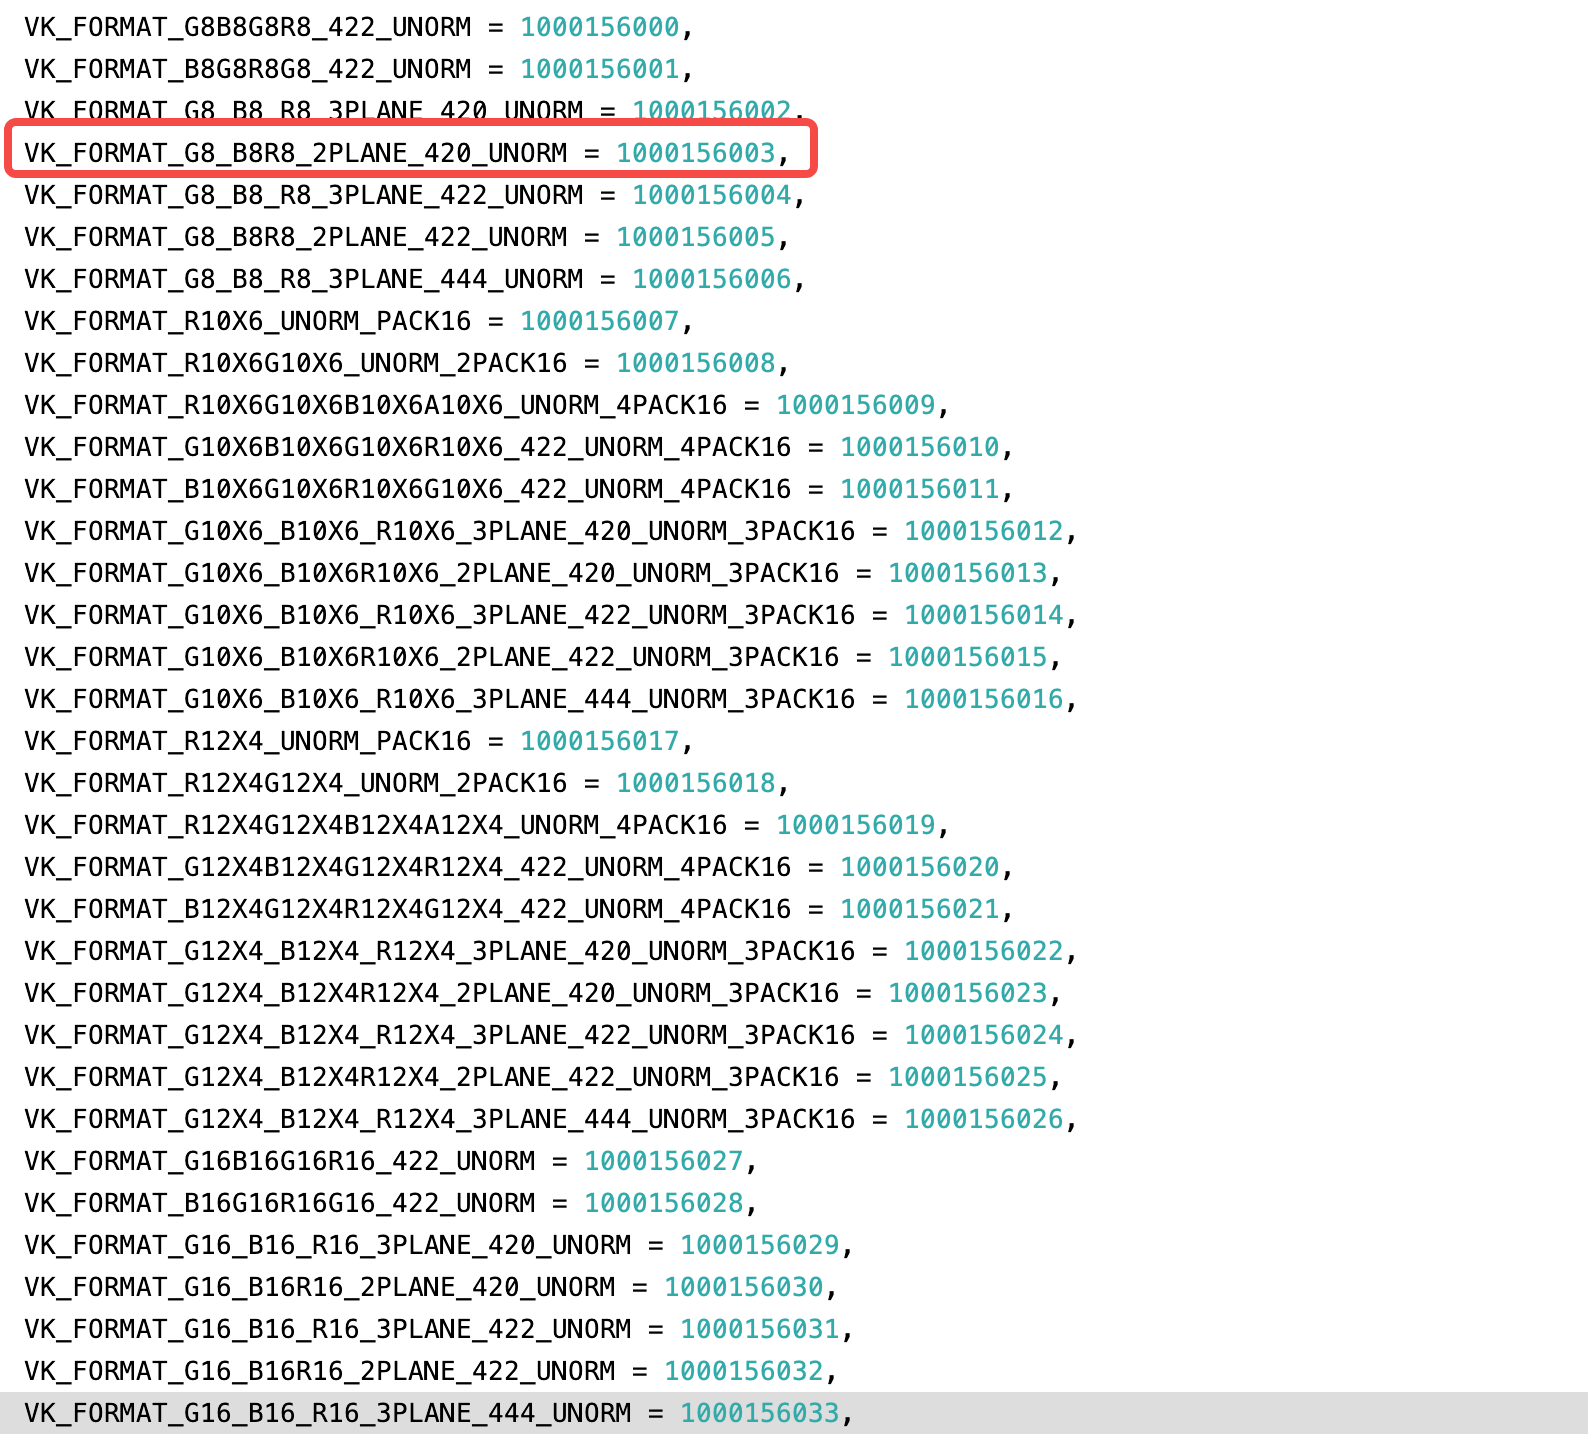 VK_FORMAT_G8B8G8R8_422_UNORM = 1000156000,
VK_FORMAT_B8G8R8G8_422_UNORM = 1000156001,
VK_FORMAT_G8_B8_R8_3PLANE_420_UNORM = 1000156002,
VK_FORMAT_G8_B8R8_2PLANE_420_UNORM = 1000156003,
VK_FORMAT_G8_B8_R8_3PLANE_422_UNORM = 1000156004,
VK_FORMAT_G8_B8R8_2PLANE_422_UNORM = 1000156005,
VK_FORMAT_G8_B8_R8_3PLANE_444_UNORM = 1000156006,
VK_FORMAT_R10X6_UNORM_PACK16 = 1000156007,
VK_FORMAT_R10X6G10X6_UNORM_2PACK16 = 1000156008,
VK_FORMAT_R10X6G10X6B10X6A10X6_UNORM_4PACK16 = 1000156009,
VK_FORMAT_G10X6B10X6G10X6R10X6_422_UNORM_4PACK16 = 1000156010,
VK_FORMAT_B10X6G10X6R10X6G10X6_422_UNORM_4PACK16 = 1000156011,
VK_FORMAT_G10X6_B10X6_R10X6_3PLANE_420_UNORM_3PACK16 = 1000156012,
VK_FORMAT_G10X6_B10X6R10X6_2PLANE_420_UNORM_3PACK16 = 1000156013,
VK_FORMAT_G10X6_B10X6_R10X6_3PLANE_422_UNORM_3PACK16 = 1000156014,
VK_FORMAT_G10X6_B10X6R10X6_2PLANE_422_UNORM_3PACK16 = 1000156015,
VK_FORMAT_G10X6_B10X6_R10X6_3PLANE_444_UNORM_3PACK16 = 1000156016,
VK_FORMAT_R12X4_UNORM_PACK16 = 1000156017,
VK_FORMAT_R12X4G12X4_UNORM_2PACK16 = 1000156018,
VK_FORMAT_R12X4G12X4B12X4A12X4_UNORM_4PACK16 = 1000156019,
VK_FORMAT_G12X4B12X4G12X4R12X4_422_UNORM_4PACK16 = 1000156020,
VK_FORMAT_B12X4G12X4R12X4G12X4_422_UNORM_4PACK16 = 1000156021,
VK_FORMAT_G12X4_B12X4_R12X4_3PLANE_420_UNORM_3PACK16 = 1000156022,
VK_FORMAT_G12X4_B12X4R12X4_2PLANE_420_UNORM_3PACK16 = 1000156023,
VK_FORMAT_G12X4_B12X4_R12X4_3PLANE_422_UNORM_3PACK16 = 1000156024,
VK_FORMAT_G12X4_B12X4R12X4_2PLANE_422_UNORM_3PACK16 = 1000156025,
VK_FORMAT_G12X4_B12X4_R12X4_3PLANE_444_UNORM_3PACK16 = 1000156026,
VK_FORMAT_G16B16G16R16_422_UNORM = 1000156027,
VK_FORMAT_B16G16R16G16_422_UNORM = 1000156028,
VK_FORMAT_G16_B16_R16_3PLANE_420_UNORM = 1000156029,
VK_FORMAT_G16_B16R16_2PLANE_420_UNORM = 1000156030,
VK_FORMAT_G16_B16_R16_3PLANE_422_UNORM = 1000156031,
VK_FORMAT_G16_B16R16_2PLANE_422_UNORM = 1000156032,
VK_FORMAT_G16_B16_R16_3PLANE_444_UNORM = 1000156033,